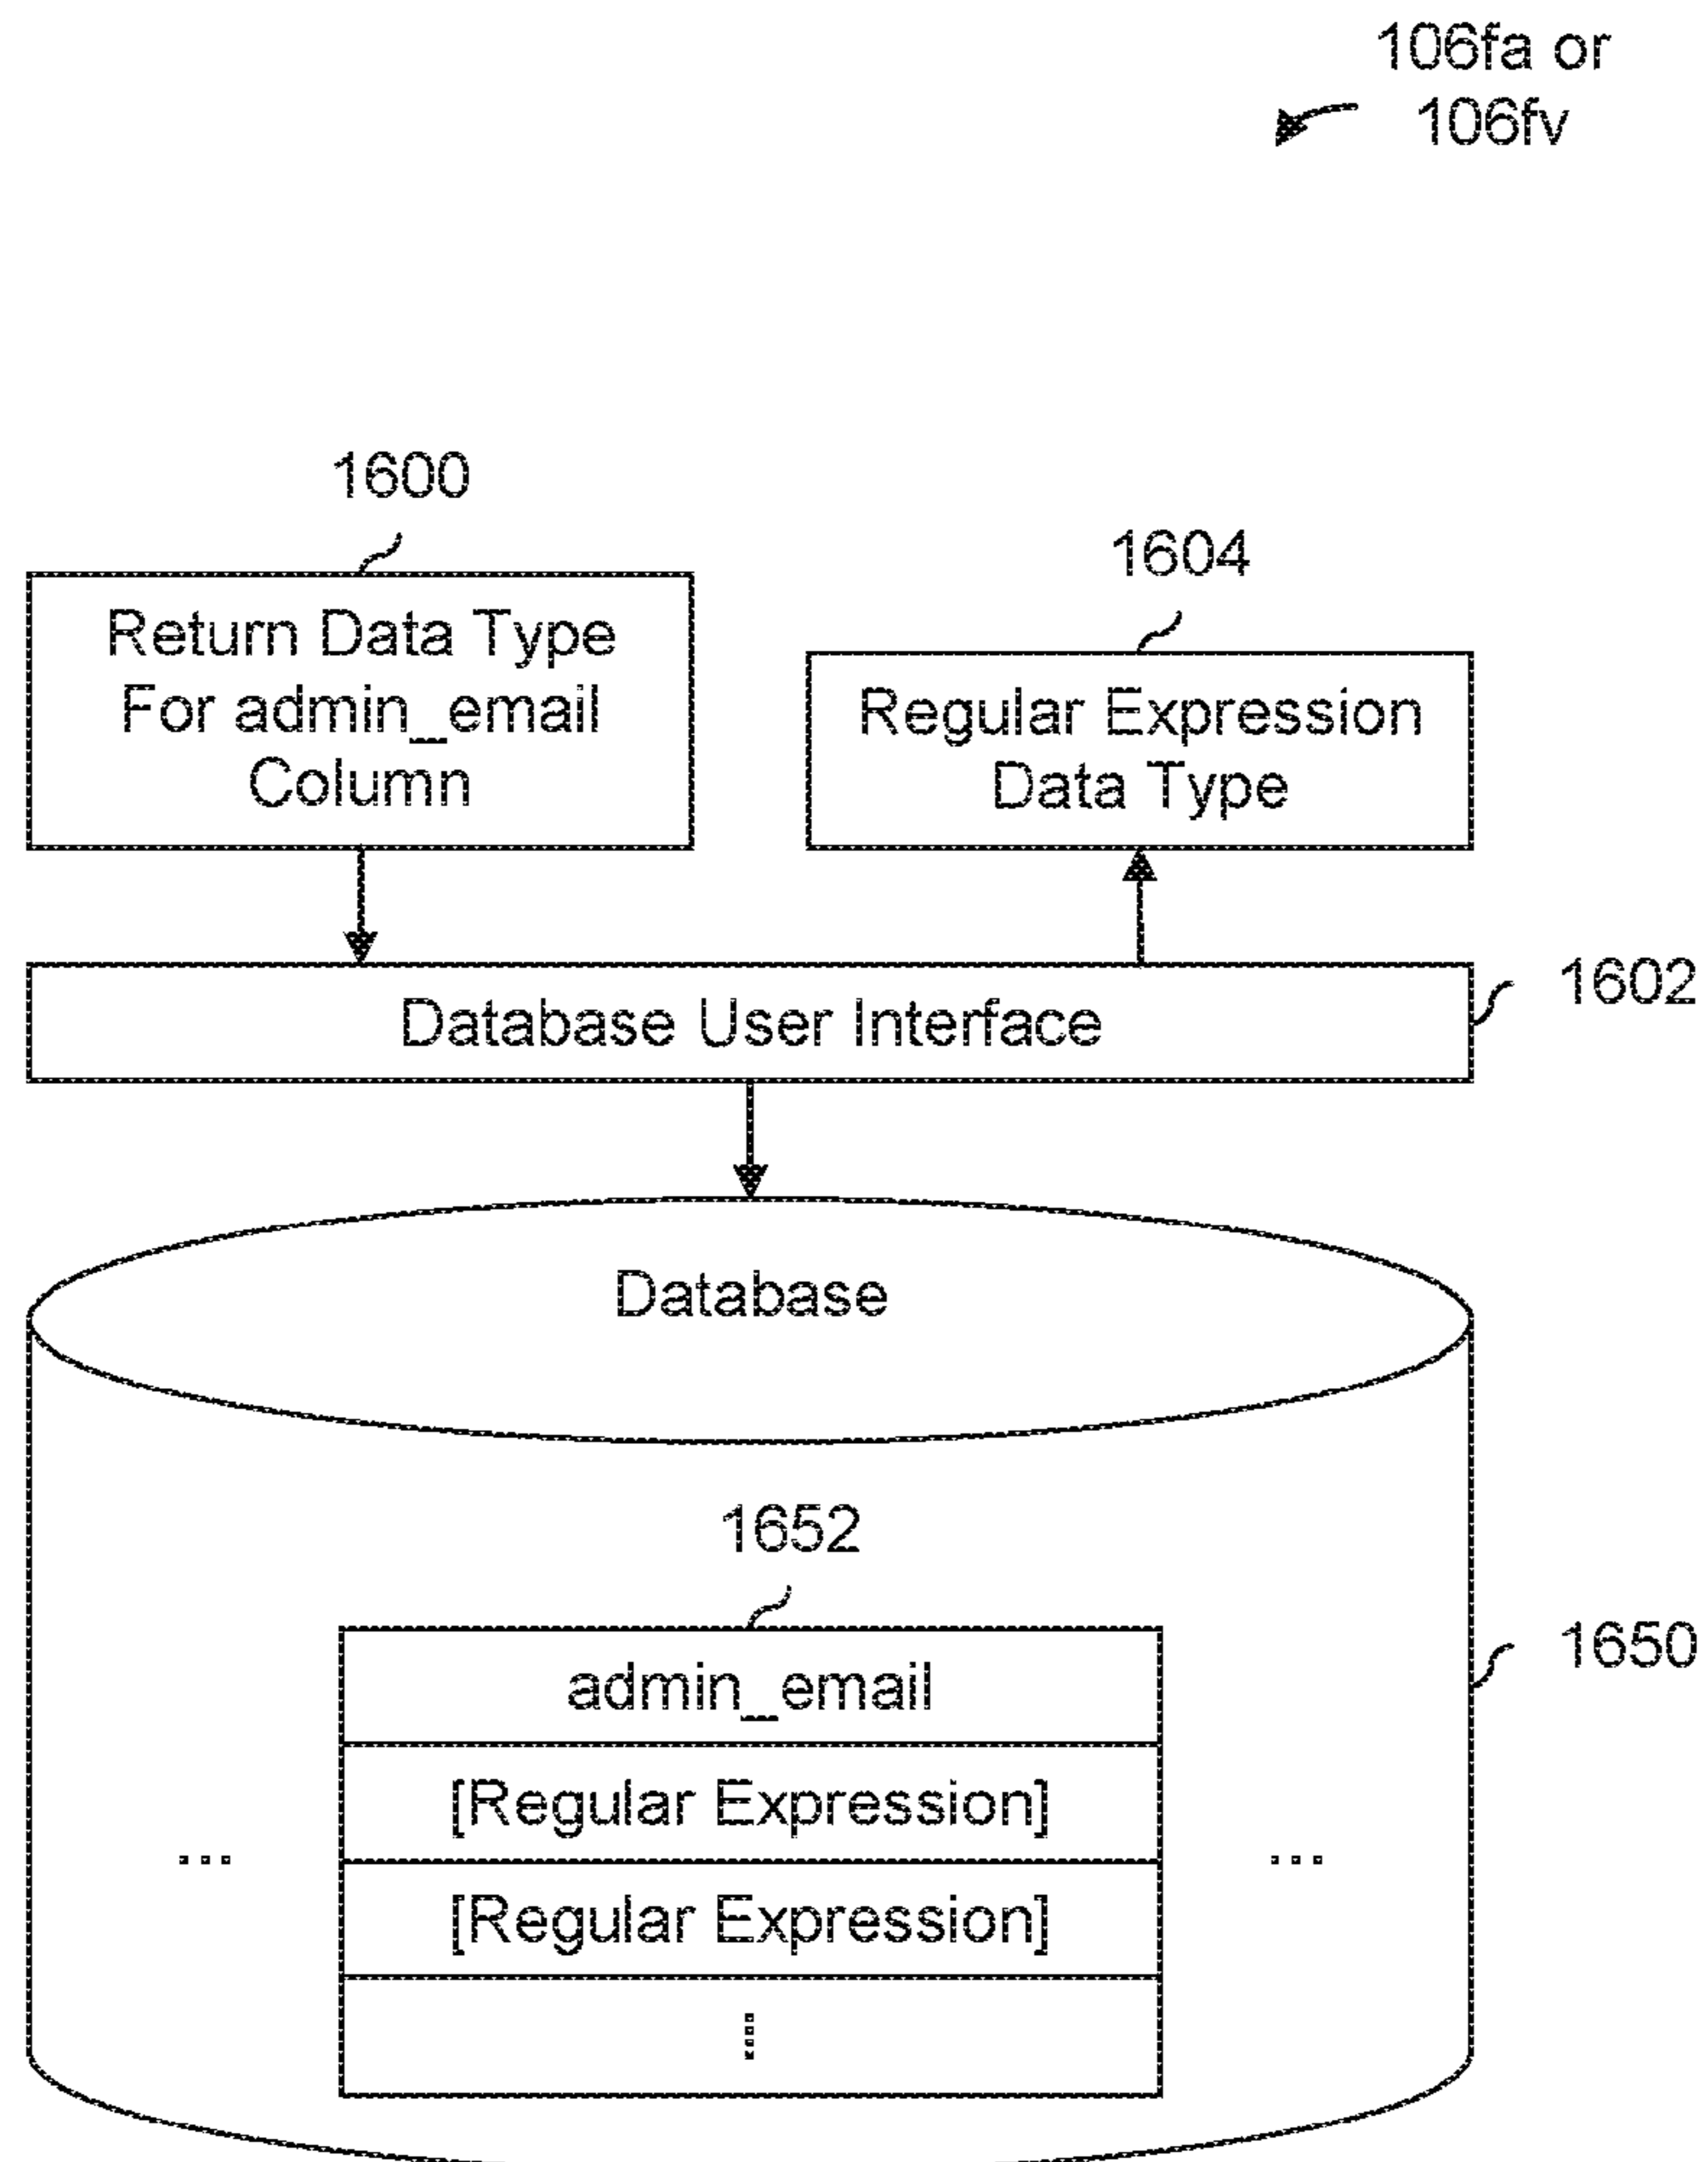 106fa or
106fv
1600
1604
Return Data Type
For admin_email
Column
Regular Expression
Data Type
1602
Database User Interface
Database
1652
1650
admin_email
[Regular Expression]
...
...
[Regular Expression]
⋮